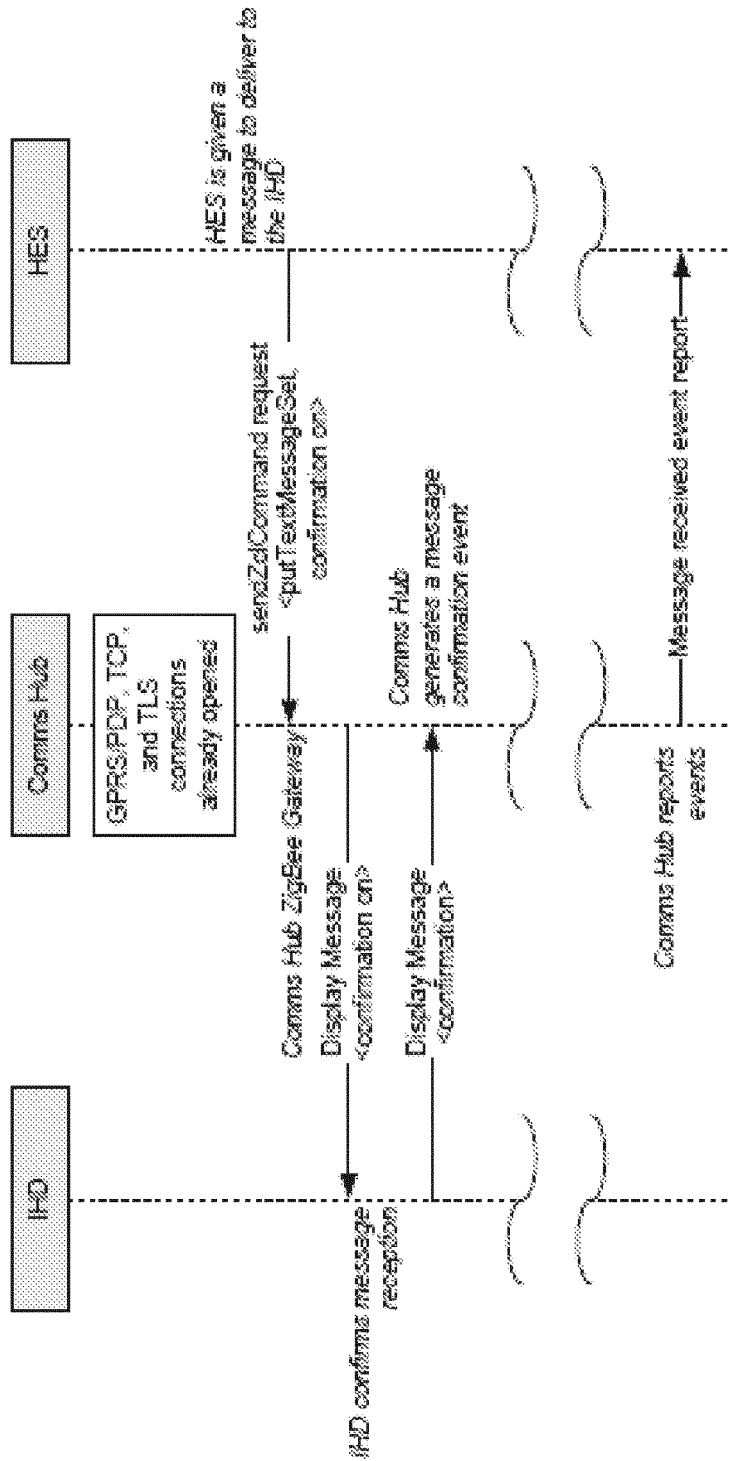 IHD
Comms Hub
HES
GPRS/PDP, TCP,
and TLS
connections
already opened
HES is given a
message to deliver to
the IHD
sendZclCommand request
<putTextMessageSet,
confirmation on>
Comms Hub ZigBee Gateway
Display Message
<confirmation on>
IHD confirms message
reception
Display Message
<confirmation>
Comms Hub
generates a message
confirmation event
Comms Hub reports
events
Message received event report